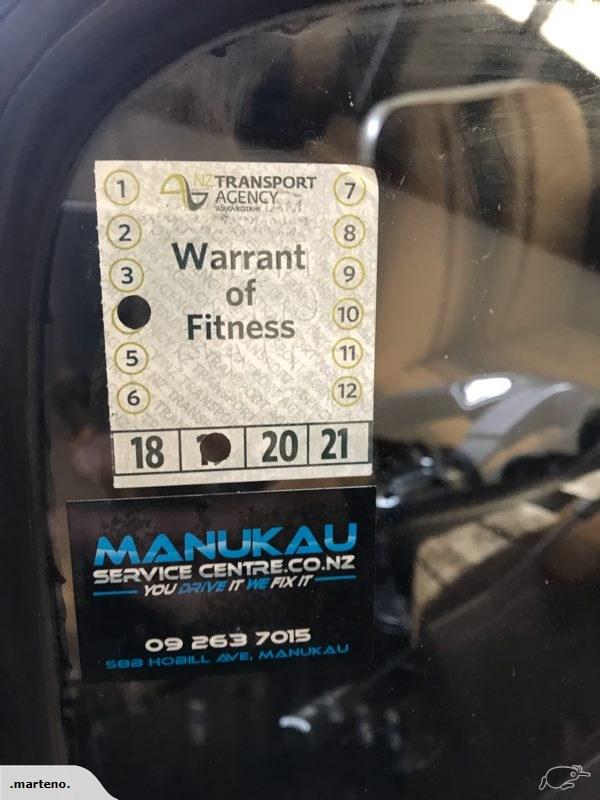 1
2
3
5
6
NZTRANSPORT
AGENCY
WAKA KOTAHI
Warrant
of
Fitness
7
8
9
10
11
12
18 20 21
MANUKAU
SERVICE CENTRE.CO.NZ
YOU DRIVE IT WE FIX IT
09 263 7015
58B HOBILL AVE, MANUKAU
.marteno.